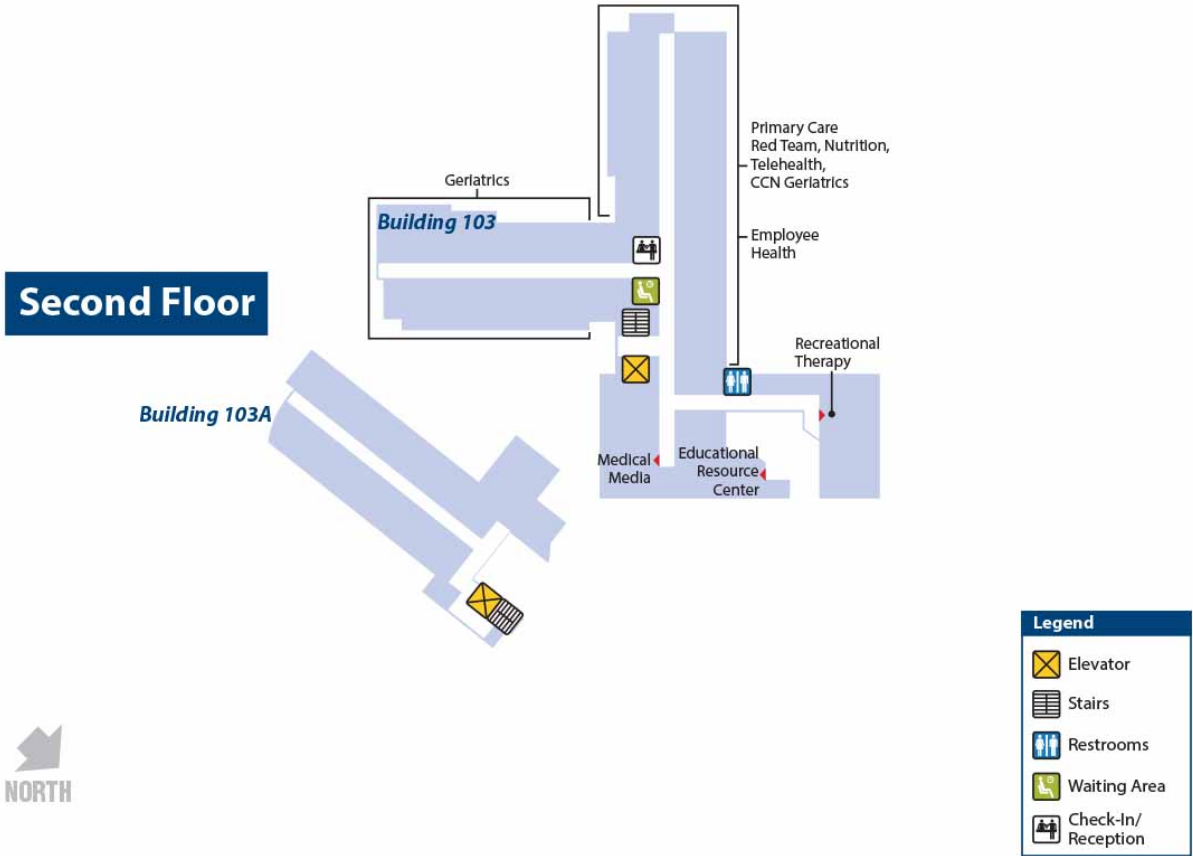 Primary Care
Red Team, Nutrition,
Telehealth,
CCN Geriatrics
Geriatrics
Building 103
Employee
Health
Second Floor
Recreational
Therapy
Building 103A
Medical
Media
Educational
Resource
Center
Legend
Elevator
Stairs
Restrooms
Waiting Area
Check-In/
Reception
NORTH